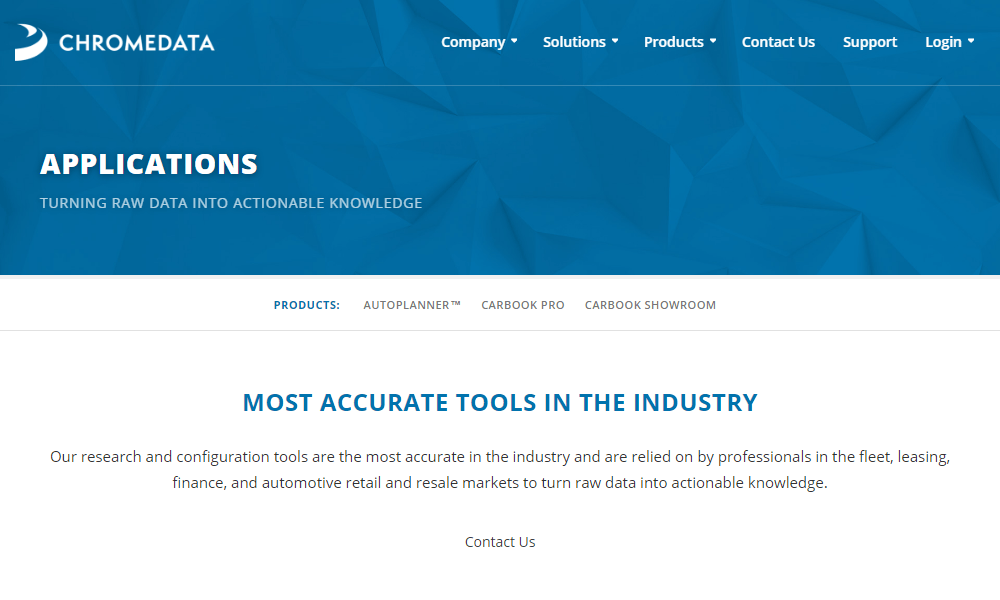 CHROMEDATA
Company Solutions Products Contact Us Support Login
APPLICATIONS
TURNING RAW DATA INTO ACTIONABLE KNOWLEDGE
PRODUCTS: AUTOPLANNER™ CARBOOK PRO CARBOOK SHOWROOM
MOST ACCURATE TOOLS IN THE INDUSTRY
Our research and configuration tools are the most accurate in the industry and are relied on by professionals in the fleet, leasing,
finance, and automotive retail and resale markets to turn raw data into actionable knowledge.
Contact Us